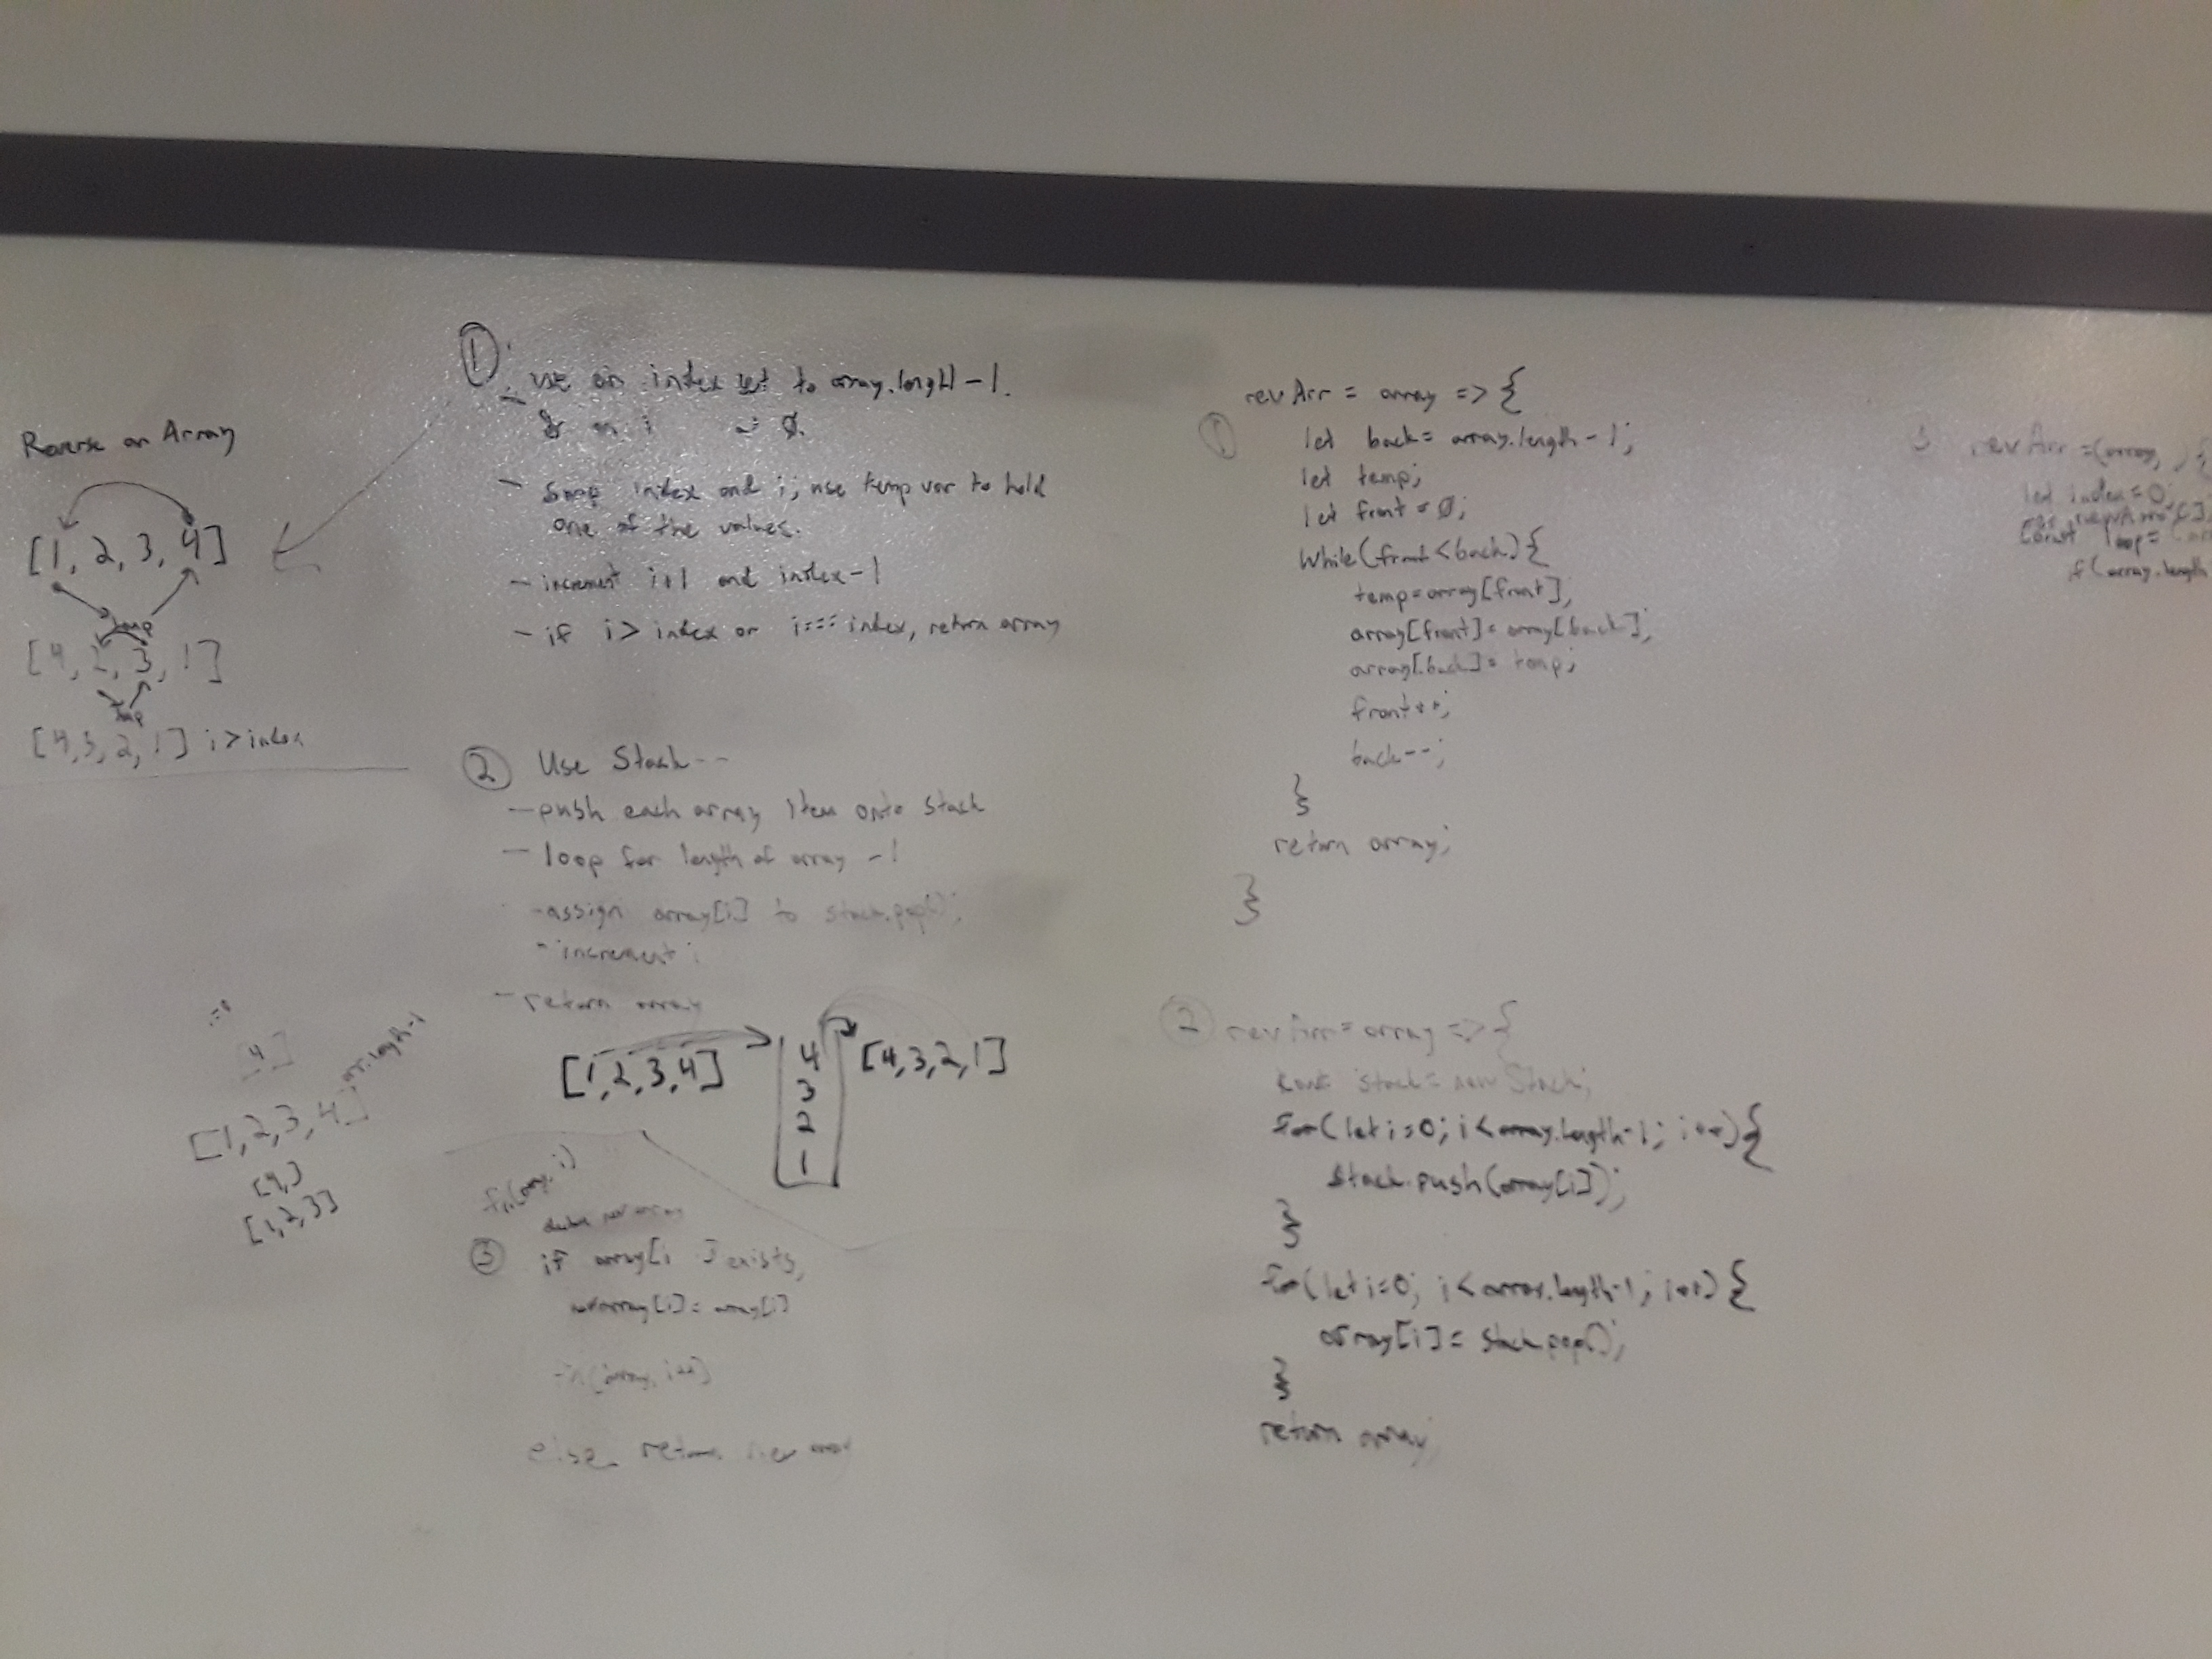 Reverse an Array
[1, 2, 3, 4]
temp
[4, 2, 3, 1]
temp
[4, 3, 2, 1] i > index
①
- use an index set to array.length - 1.
& an i = 0.
- swap index and i; use temp var to hold
one of the values.
- increment i+1 and index-1
- if i > index or i === index, return array
② Use Stack--
- push each array item onto stack
- loop for length of array -1
- assign array[i] to stack.pop();
- increment i
- return array
[1, 2, 3, 4]
4
3
2
1
[4, 3, 2, 1]
i=0
[4]
[1, 2, 3, 4]
arr.length-1
[4,]
[1, 2, 3]
fn(array, i)
③ if array[i ] exists,
array[i] = array[i]
(array, i++)
else return new array
①
revArr = array => {
let back = array.length - 1;
let temp;
let front = 0;
while(front < back) {
temp = array[front];
array[front] = array[back];
array[back] = temp;
front++;
back--;
}
return array;
}
② revArr = array => {
const stack = new Stack;
for(let i=0; i < array.length-1; i++){
stack.push(array[i]);
}
for(let i=0; i < array.length-1; i++) {
array[i] = stack.pop();
}
return array;
3 revArr = (array, ) {
let index = 0;
const loop = (arr
if(array.length